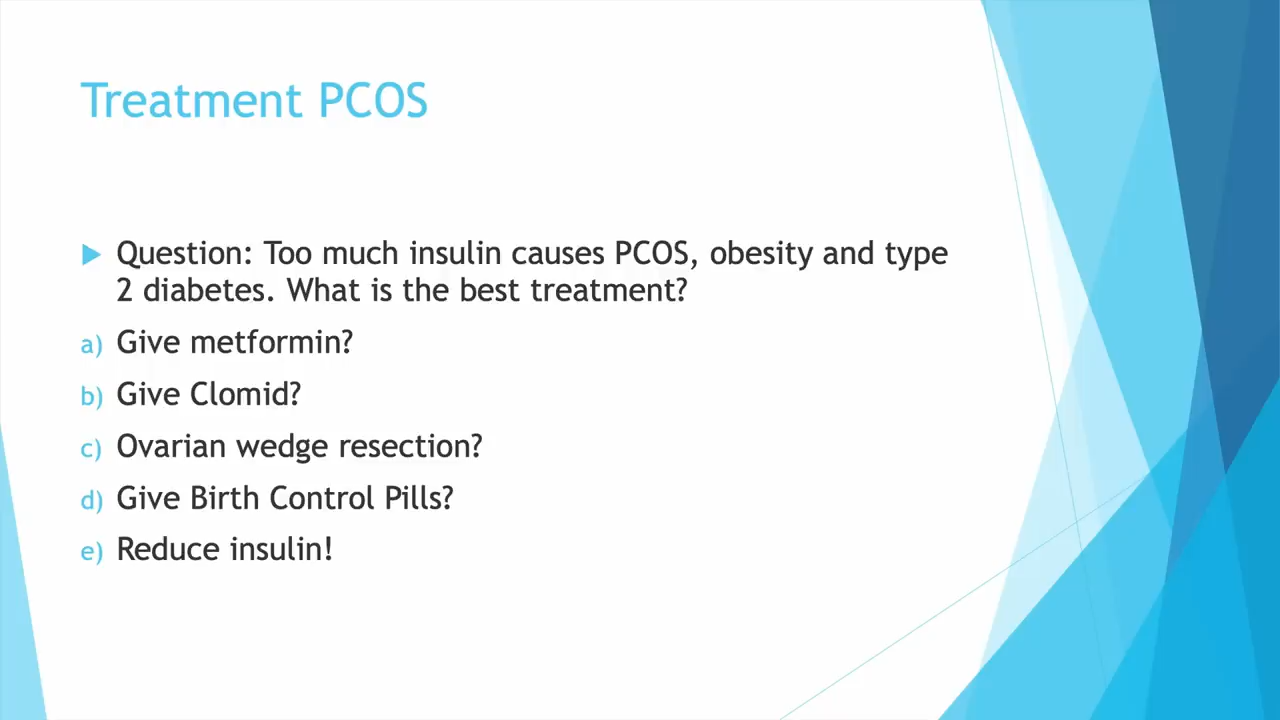 Treatment PCOS
Question: Too much insulin causes PCOS, obesity and type
2 diabetes. What is the best treatment?
a) Give metformin?
b) Give Clomid?
c) Ovarian wedge resection?
d) Give Birth Control Pills?
e) Reduce insulin!